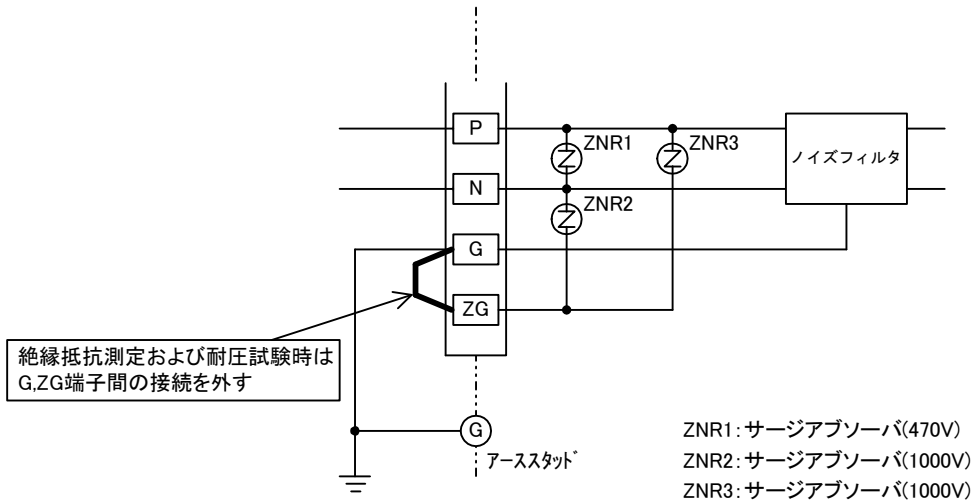 P
ZNR1
ZNR3
ノイズフィルタ
N
ZNR2
G
ZG
絶縁抵抗測定および耐圧試験時は
G,ZG端子間の接続を外す
G
アーススタッド
ZNR1:サージアブソーバ(470V)
ZNR2:サージアブソーバ(1000V)
ZNR3:サージアブソーバ(1000V)